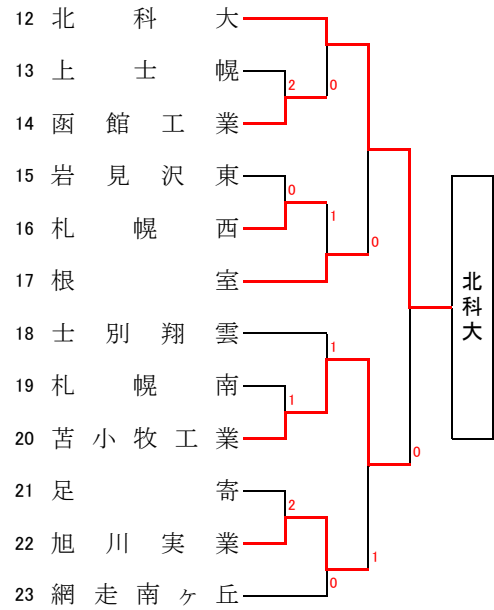 12 北科大
13 上士幌
2
0
14 函館工業
15 岩見沢東
0
16 札幌西
1
17 根室
0
北科大
18 士別翔雲
1
19 札幌南
1
20 苫小牧工業
0
21 足寄
2
22 旭川実業
1
0
23 網走南ヶ丘